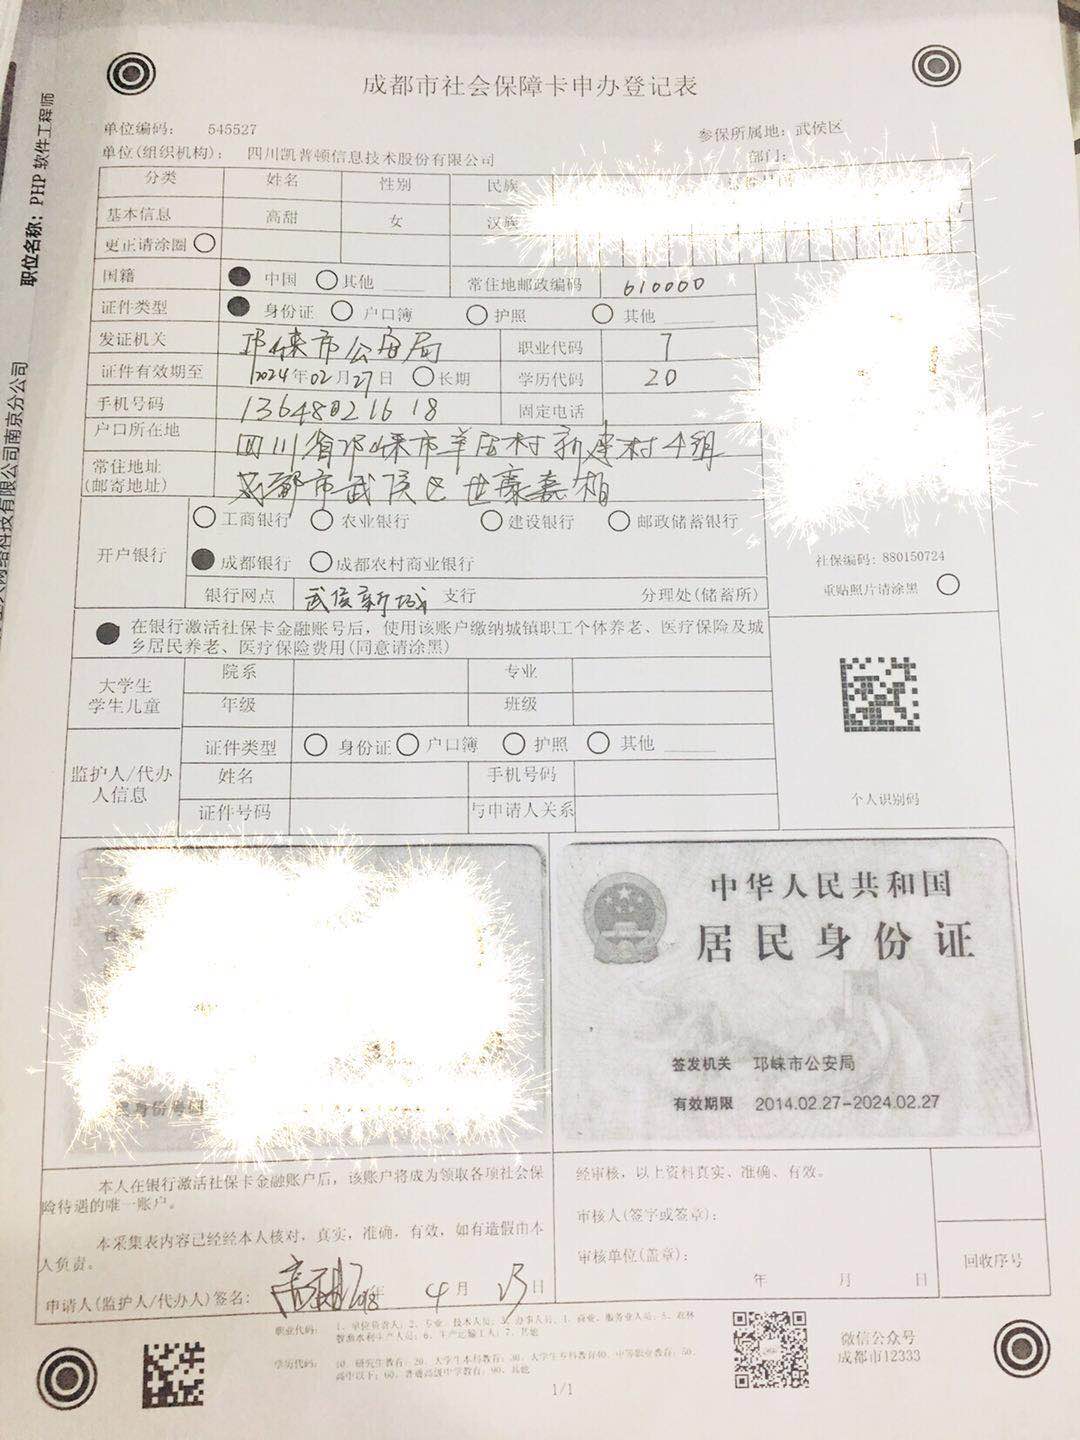 职位名称：PHP 软件工程师
网络科技有限公司南京分公司
成都市社会保障卡申办登记表
单位编码： 545527 参保所属地：武侯区
单位(组织机构)： 四川凯普顿信息技术股份有限公司 部门：
分类 姓名 性别 民族
基本信息 高甜 女 汉族
更正请涂圈
国籍 中国 其他 常住地邮政编码 610000
证件类型 身份证 户口簿 护照 其他
发证机关 邛崃市公安局 职业代码 7
证件有效期至 2024年02月27日 长期 学历代码 20
手机号码 13648021618 固定电话
户口所在地 四川省邛崃市羊居村新建村4组
常住地址 成都市武侯区世豪嘉柏
(邮寄地址)
工商银行 农业银行 建设银行 邮政储蓄银行
开户银行 成都银行 成都农村商业银行
银行网点 武侯新城 支行 分理处(储蓄所)
社保编码：880150724
重贴照片请涂黑
在银行激活社保卡金融账号后，使用该账户缴纳城镇职工个体养老、医疗保险及城
乡居民养老、医疗保险费用(同意请涂黑)
大学生 院系 专业
学生儿童 年级 班级
监护人/代办 证件类型 身份证 户口簿 护照 其他
人信息 姓名 手机号码
证件号码 与申请人关系
个人识别码
中华人民共和国
居民身份证
签发机关 邛崃市公安局
有效期限 2014.02.27-2024.02.27
身份号
本人在银行激活社保卡金融账户后，该账户将成为领取各项社会保
险待遇的唯一账户。
本采集表内容已经经本人核对，真实，准确，有效，如有造假由本
人负责。
申请人(监护人/代办人)签名： 高甜 2018年 4月 23日
经审核，以上资料真实、准确、有效。
审核人(签字或签章)：
审核单位(盖章)：
年 月 日
回收序号
职业代码： 1、单位负责人；2、专业、技术人员；3、办事人员、4、商业、服务业人员、5、农林
牧渔水利生产人员；6、生产运输工人；7、其他
学历代码： 10、研究生教育；20、大学生本科教育；30、大学生专科教育40、中等职业教育；50、
高中以下；60、普通高级中学教育；90、其他
1/1
微信公众号
成都市12333